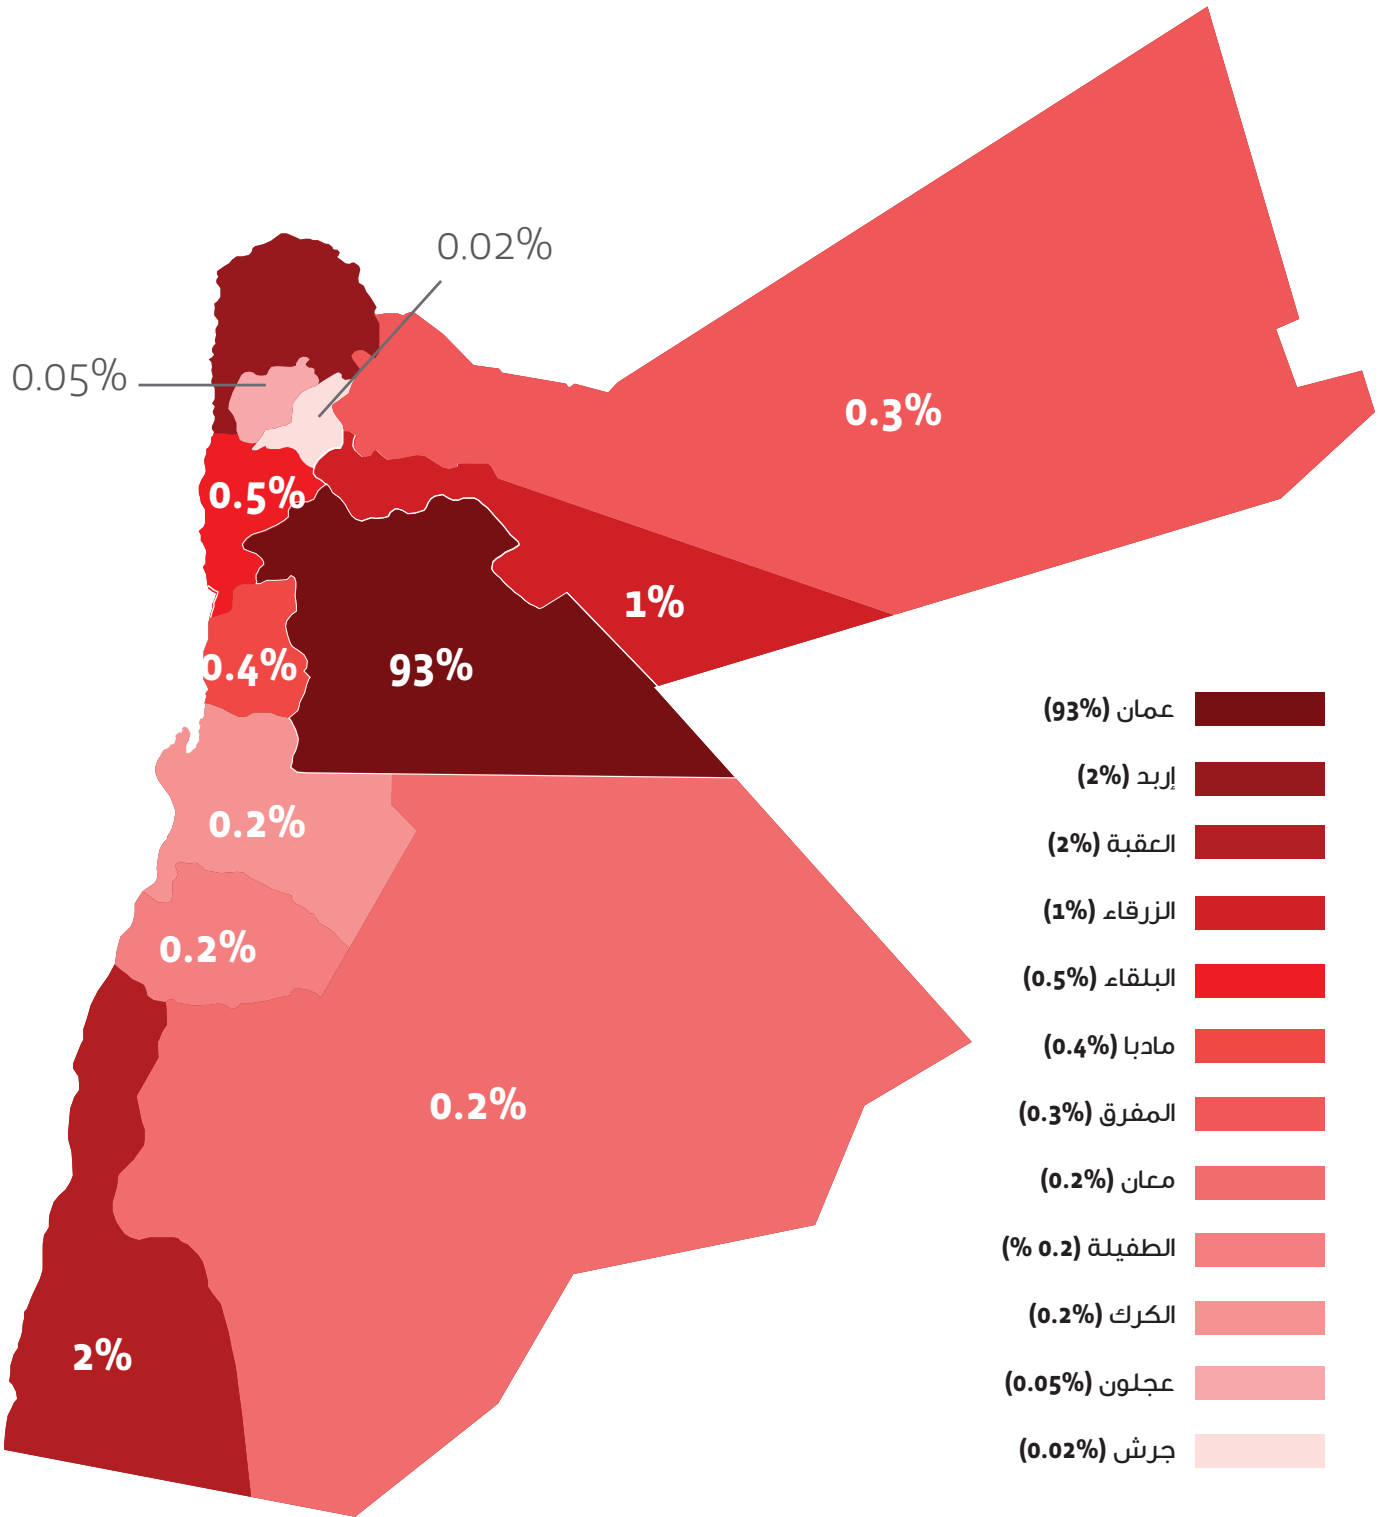 0.02%
0.05%
0.3%
0.5%
1%
0.4%
93%
0.2%
0.2%
0.2%
2%
عمان (93%)
إربد (2%)
العقبة (2%)
الزرقاء (1%)
البلقاء (0.5%)
مادبا (0.4%)
المفرق (0.3%)
معان (0.2%)
الطفيلة (0.2 %)
الكرك (0.2%)
عجلون (0.05%)
جرش (0.02%)